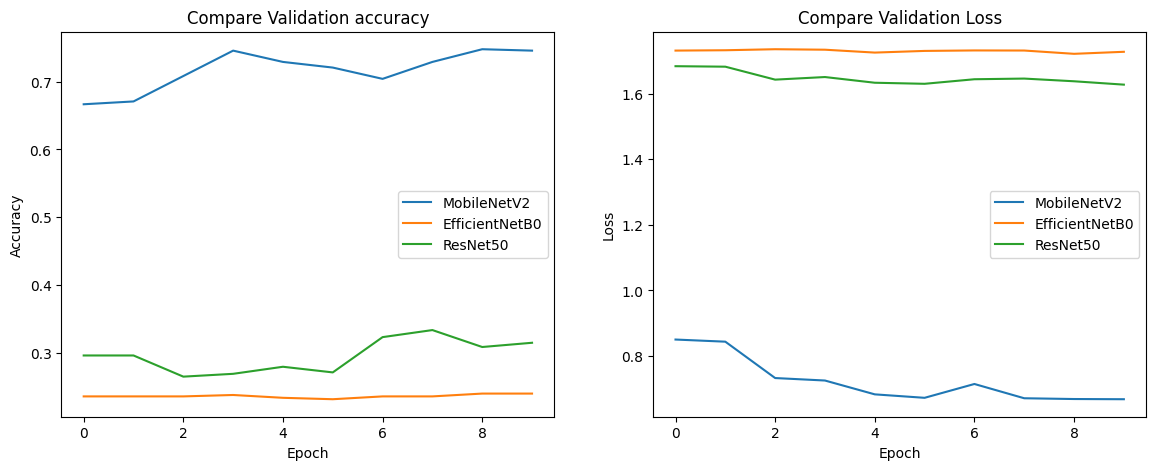 Compare Validation accuracy
Accuracy
0.7
0.6
0.5
0.4
0.3
MobileNetV2
EfficientNetB0
ResNet50
0 2 4 6 8
Epoch
Compare Validation Loss
Loss
1.6
1.4
1.2
1.0
0.8
MobileNetV2
EfficientNetB0
ResNet50
0 2 4 6 8
Epoch